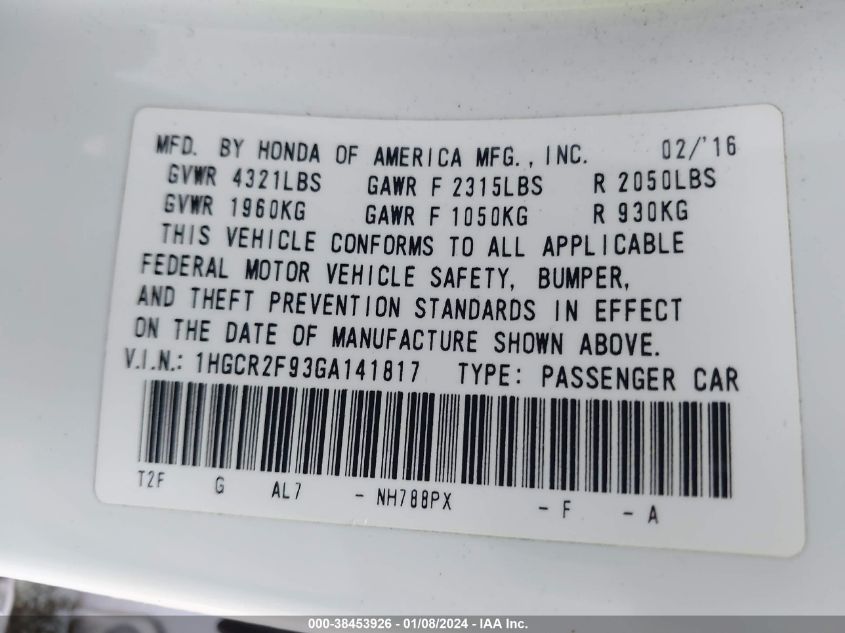 MFD. BY HONDA OF AMERICA MFG., INC. 02/'16
GVWR 4321LBS GAWR F 2315LBS R 2050LBS
GVWR 1960KG GAWR F 1050KG R 930KG
THIS VEHICLE CONFORMS TO ALL APPLICABLE
FEDERAL MOTOR VEHICLE SAFETY, BUMPER,
AND THEFT PREVENTION STANDARDS IN EFFECT
ON THE DATE OF MANUFACTURE SHOWN ABOVE.
V.I.N.: 1HGCR2F93GA141817 TYPE: PASSENGER CAR
T2F G AL7 - NH788PX - F - A
000-38453926 - 01/08/2024 - IAA Inc.